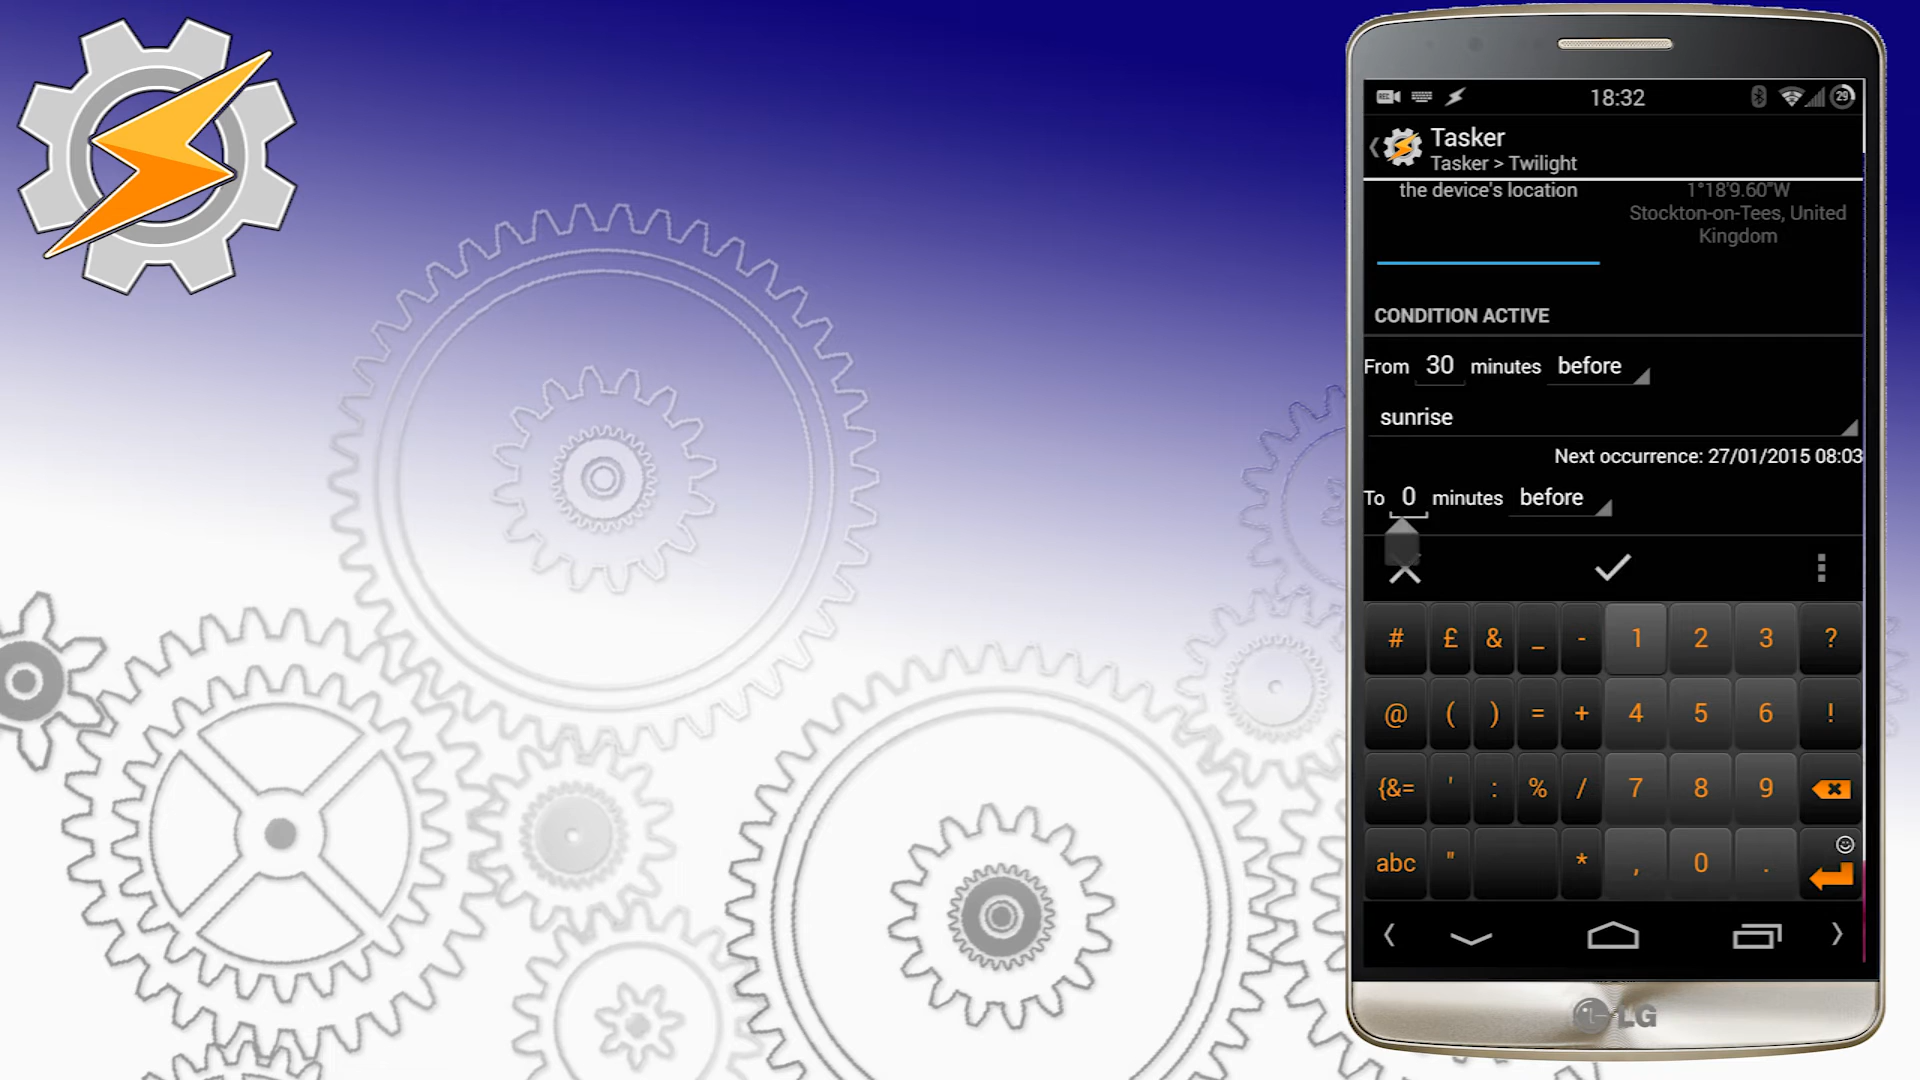 18:32
29
Tasker
Tasker > Twilight
the device's location
1°18'9.60"W
Stockton-on-Tees, United
Kingdom
CONDITION ACTIVE
From 30 minutes before
sunrise
Next occurrence: 27/01/2015 08:03
To 0 minutes before
# £ & _ - 1 2 3 ?
@ ( ) = + 4 5 6 !
{&= ' : % / 7 8 9
abc " * , 0 .
LG